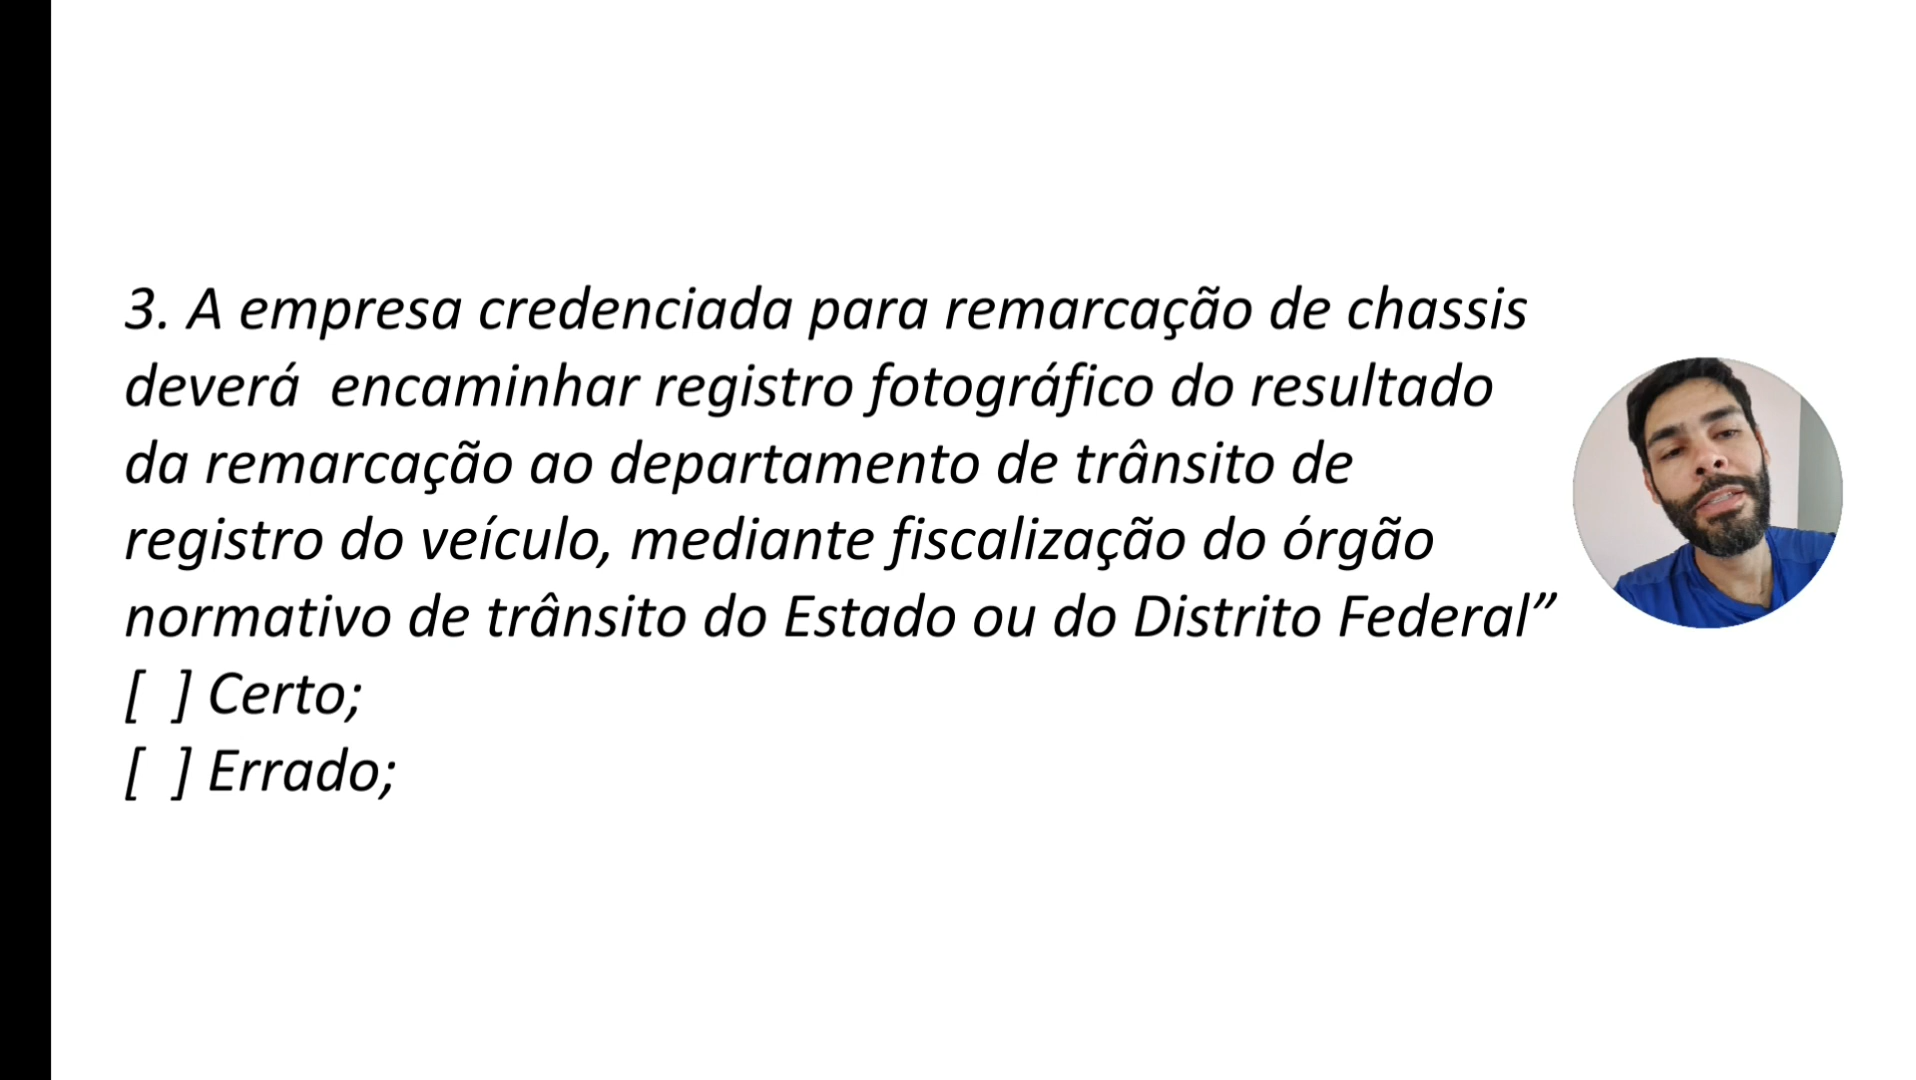 3. A empresa credenciada para remarcação de chassis
deverá  encaminhar registro fotográfico do resultado
da remarcação ao departamento de trânsito de
registro do veículo, mediante fiscalização do órgão
normativo de trânsito do Estado ou do Distrito Federal”
[  ] Certo;
[  ] Errado;